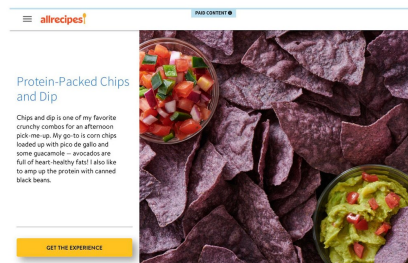 PAID CONTENT
allrecipes
Protein-Packed Chips
and Dip
Chips and dip is one of my favorite
crunchy combos for an afternoon
pick-me-up. My go-to is corn chips
loaded up with pico de gallo and
some guacamole — avocados are
full of heart-healthy fats! I also like
to amp up the protein with canned
black beans.
GET THE EXPERIENCE